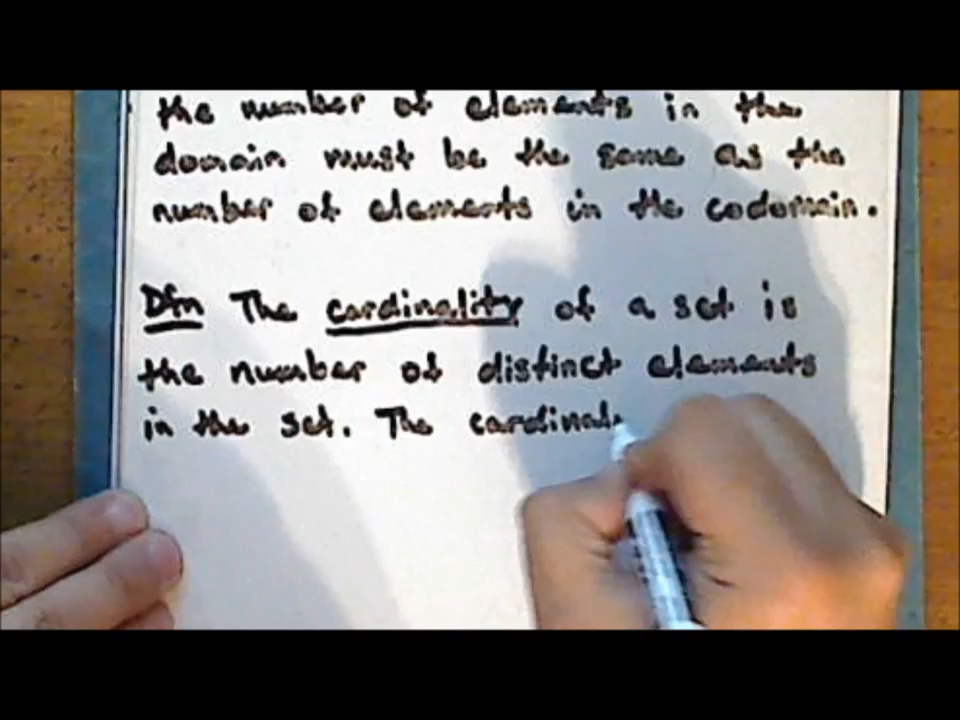 the number of elements in the
domain must be the same as the
number of elements in the codomain.
Dfn The cardinality of a set is
the number of distinct elements
in the set. The cardinal